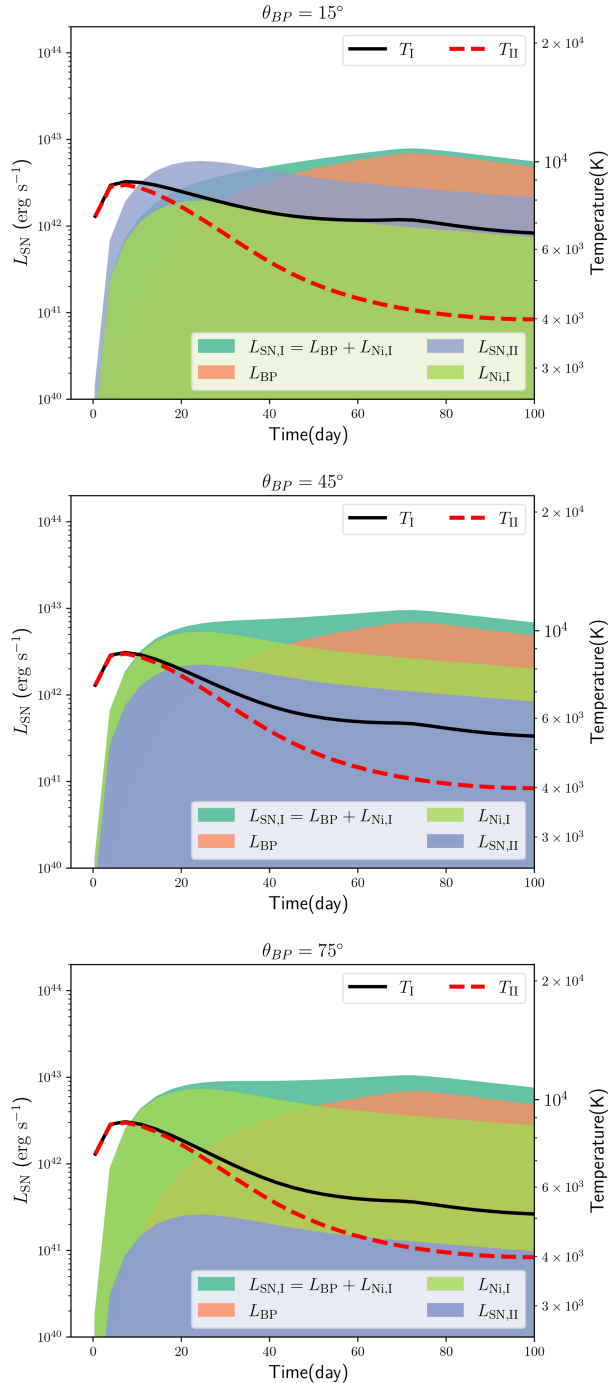 θ_BP = 15°
T_I T_II
10^44
10^43
10^42
10^41
10^40
L_SN (erg s^−1)
2 × 10^4
10^4
6 × 10^3
4 × 10^3
3 × 10^3
Temperature(K)
L_SN,I = L_BP + L_Ni,I L_SN,II
L_BP L_Ni,I
0 20 40 60 80 100
Time(day)
θ_BP = 45°
T_I T_II
10^44
10^43
10^42
10^41
10^40
L_SN (erg s^−1)
2 × 10^4
10^4
6 × 10^3
4 × 10^3
3 × 10^3
Temperature(K)
L_SN,I = L_BP + L_Ni,I L_Ni,I
L_BP L_SN,II
0 20 40 60 80 100
Time(day)
θ_BP = 75°
T_I T_II
10^44
10^43
10^42
10^41
10^40
L_SN (erg s^−1)
2 × 10^4
10^4
6 × 10^3
4 × 10^3
3 × 10^3
Temperature(K)
L_SN,I = L_BP + L_Ni,I L_Ni,I
L_BP L_SN,II
0 20 40 60 80 100
Time(day)